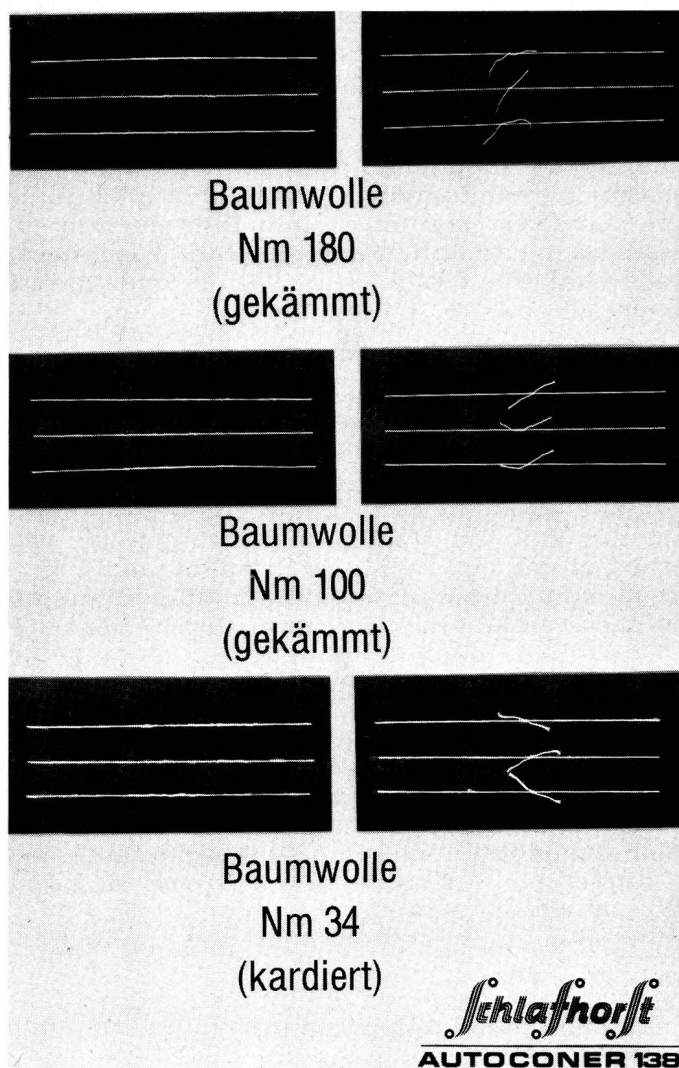 Baumwolle
Nm 180
(gekämmt)
Baumwolle
Nm 100
(gekämmt)
Baumwolle
Nm 34
(kardiert)
Schlafhorst
AUTOCONER 138